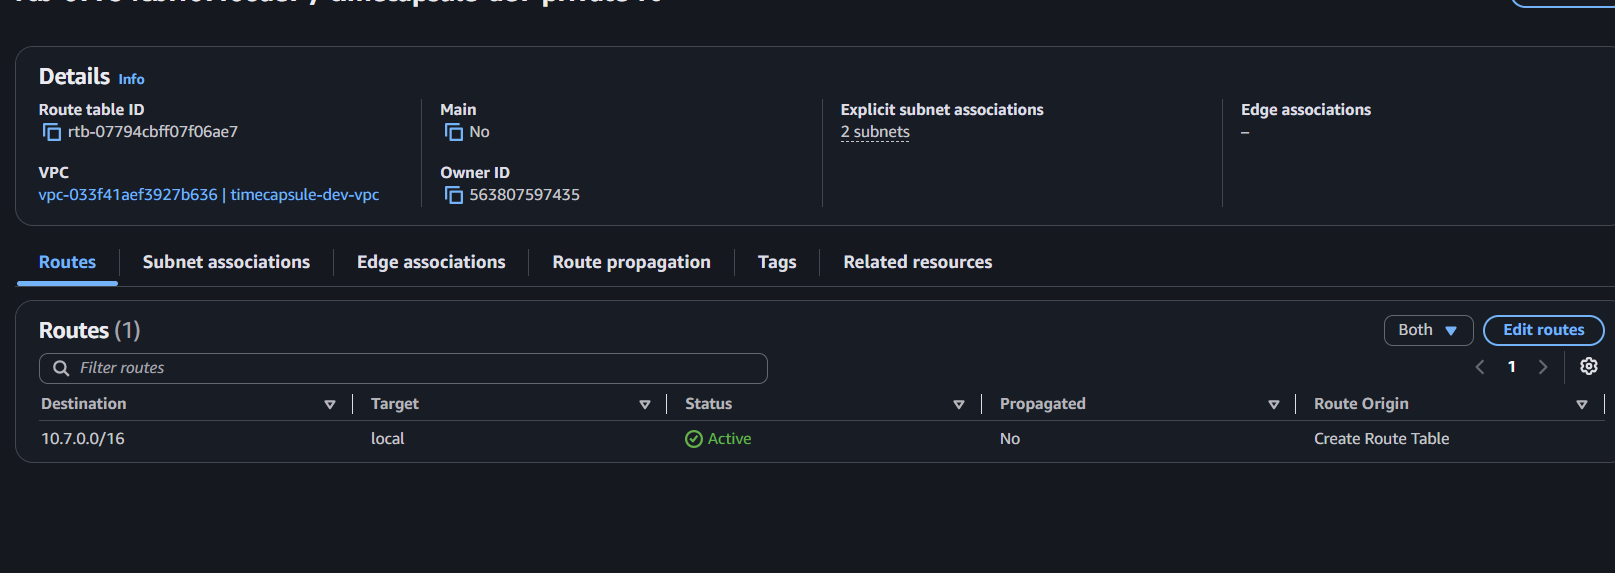 Details Info
Route table ID
rtb-07794cbff07f06ae7
Main
No
Explicit subnet associations
2 subnets
Edge associations
–
VPC
vpc-033f41aef3927b636 | timecapsule-dev-vpc
Owner ID
563807597435
Routes
Subnet associations
Edge associations
Route propagation
Tags
Related resources
Routes (1)
Both
Edit routes
Filter routes
1
Destination Target Status Propagated Route Origin
10.7.0.0/16 local Active No Create Route Table